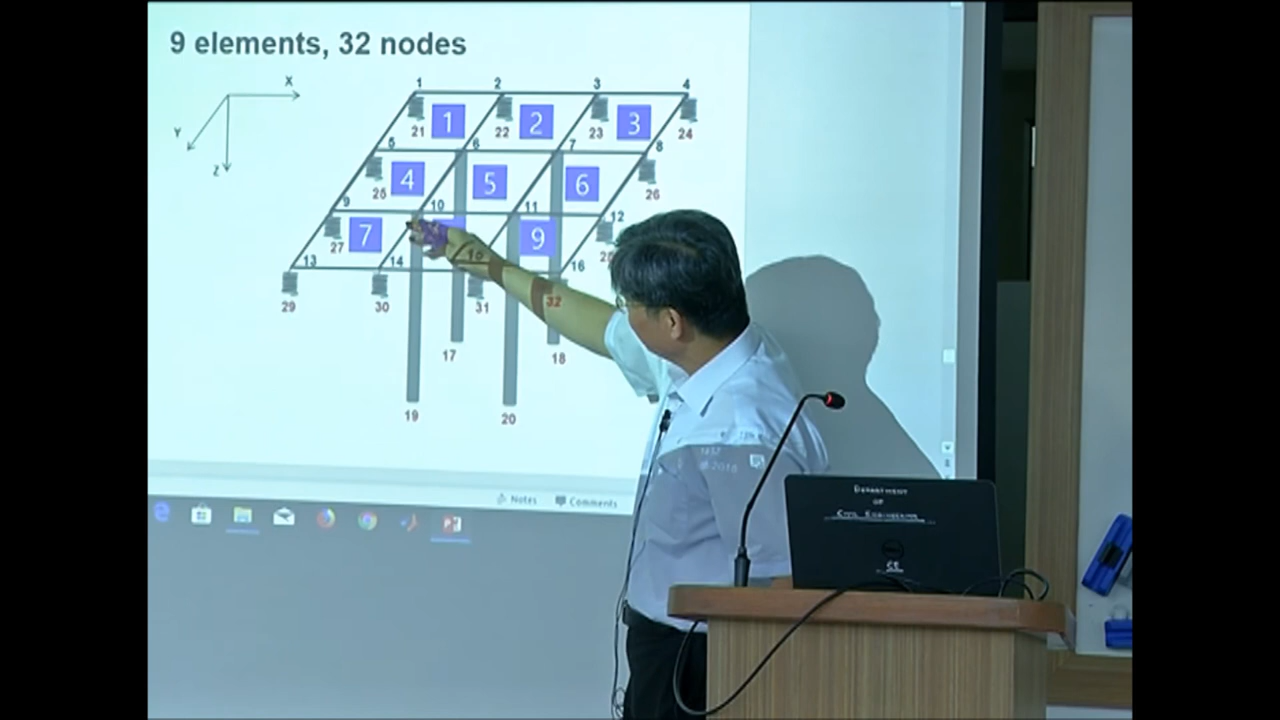 9 elements, 32 nodes
X
Y
Z
1 2 3 4
21 1 22 2 23 3 24
5 6 7 8
25 4 5 6 26
9 10 11 12
27 7 9
13 14 16
29 30 31 32
17 18
19 20
Notes Comments
DEPARTMENT
OF
CIVIL ENGINEERING
CE